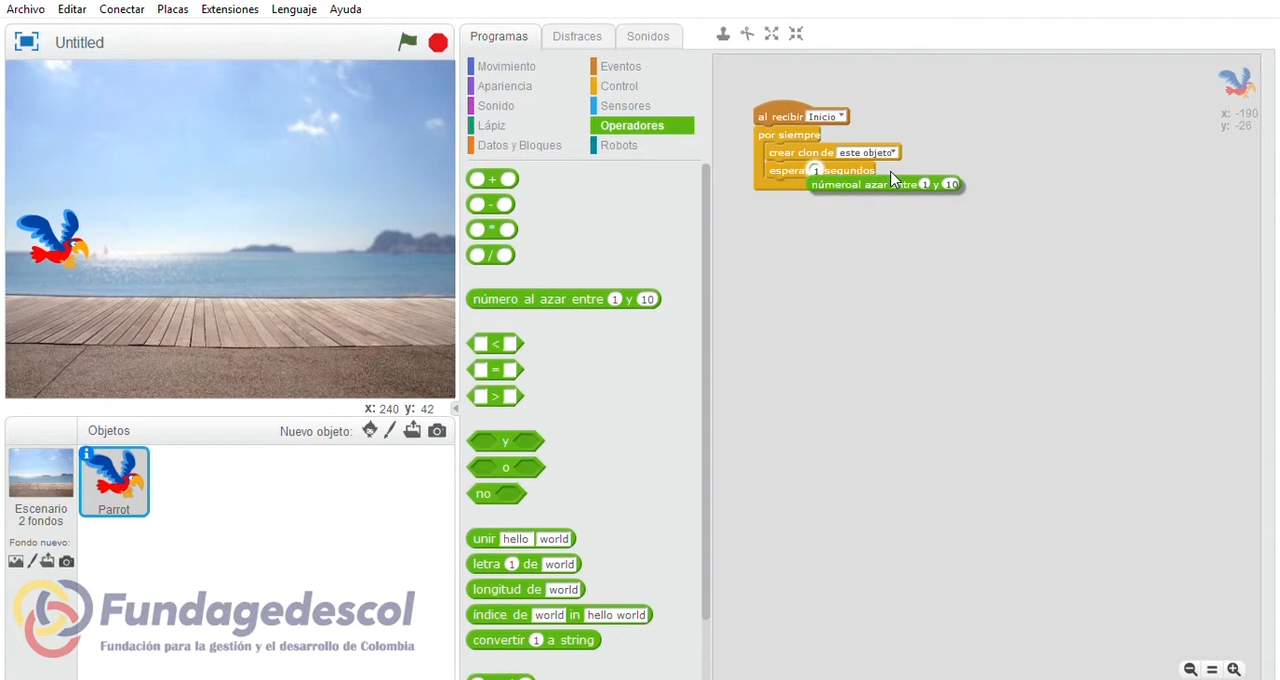 Archivo Editar Conectar Placas Extensiones Lenguaje Ayuda
Untitled
Programas Disfraces Sonidos
Movimiento Eventos
Apariencia Control
Sonido Sensores
Lápiz Operadores
Datos y Bloques Robots
+
-
*
/
número al azar entre 1 y 10
<
=
>
y
o
no
unir hello world
letra 1 de world
longitud de world
índice de world in hello world
convertir 1 a string
al recibir Inicio
por siempre
crear clon de este objeto
esperar 1 segundos
número al azar entre 1 y 10
x: -190
y: -26
x: 240 y: 42
Objetos Nuevo objeto:
Escenario
2 fondos
Fondo nuevo:
Parrot
Fundagedescol
Fundación para la gestión y el desarrollo de Colombia